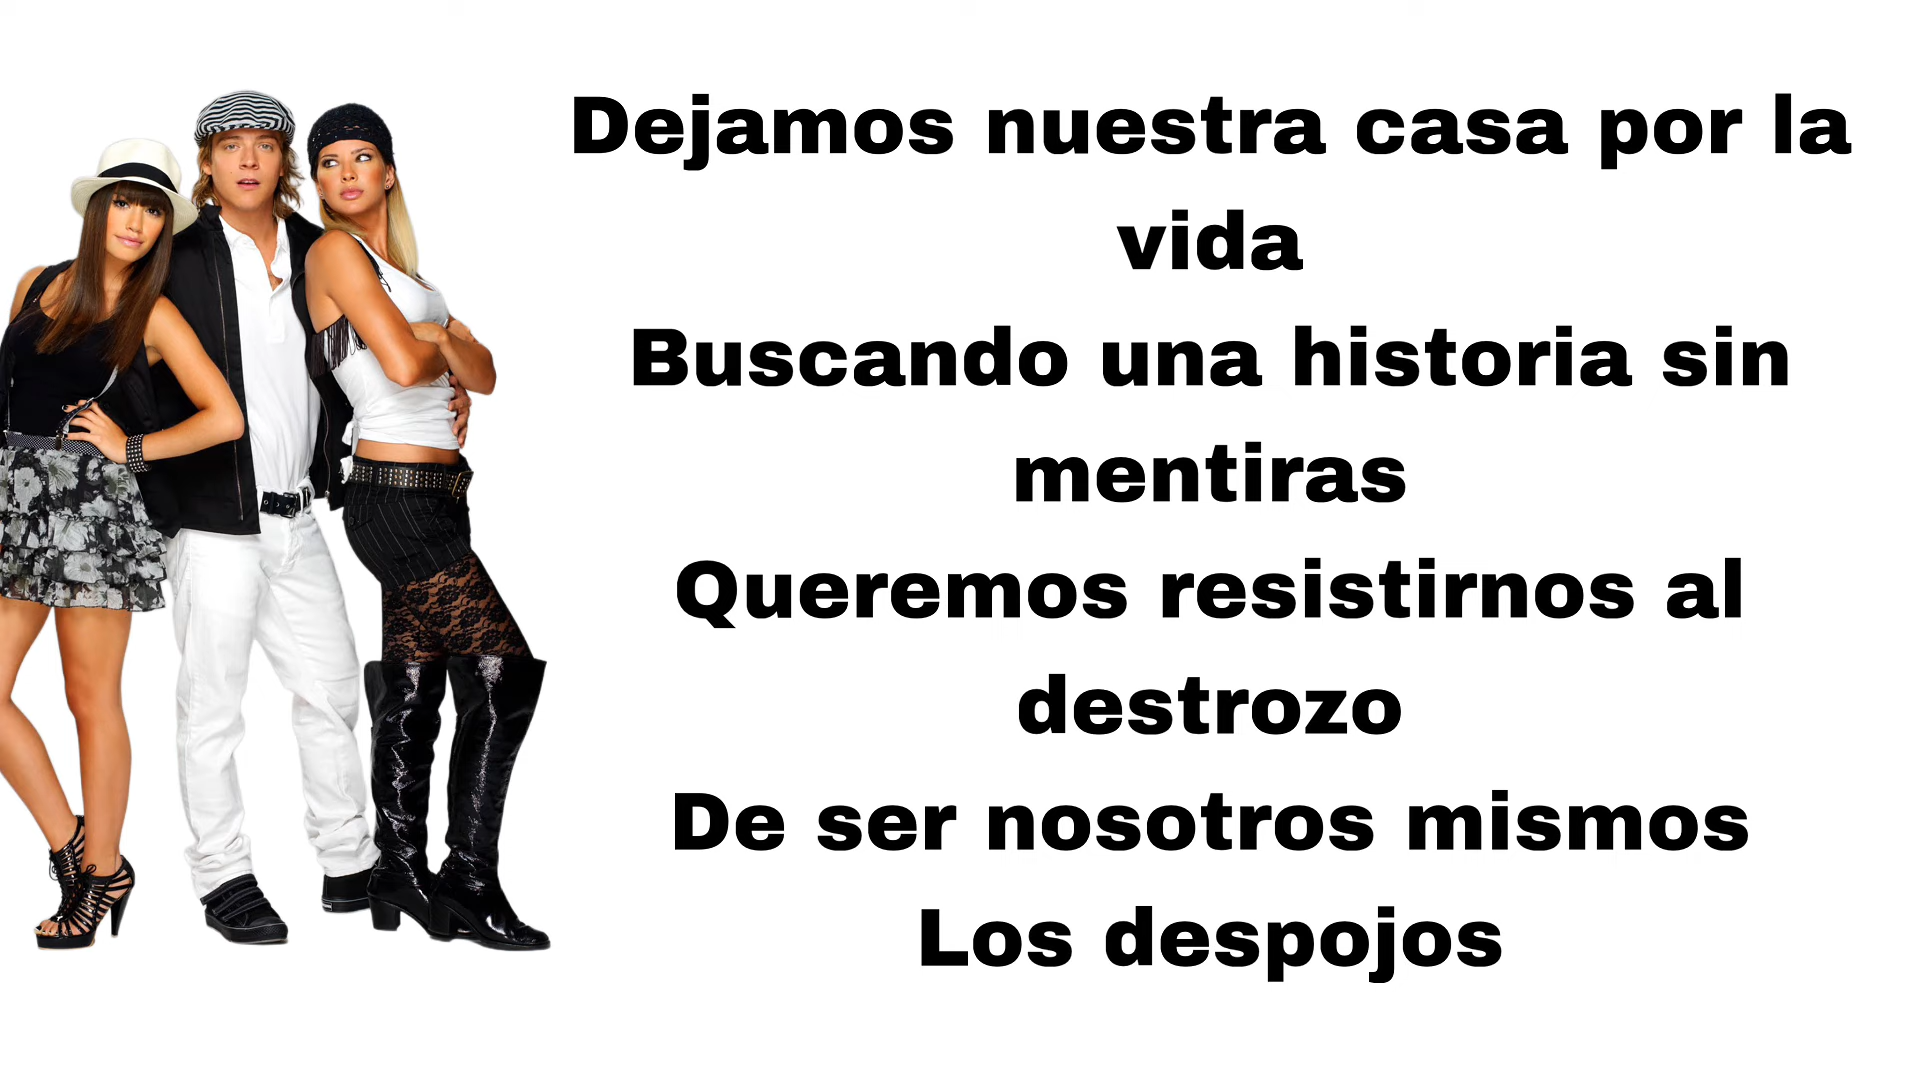 Dejamos nuestra casa por la
vida
Buscando una historia sin
mentiras
Queremos resistirnos al
destrozo
De ser nosotros mismos
Los despojos